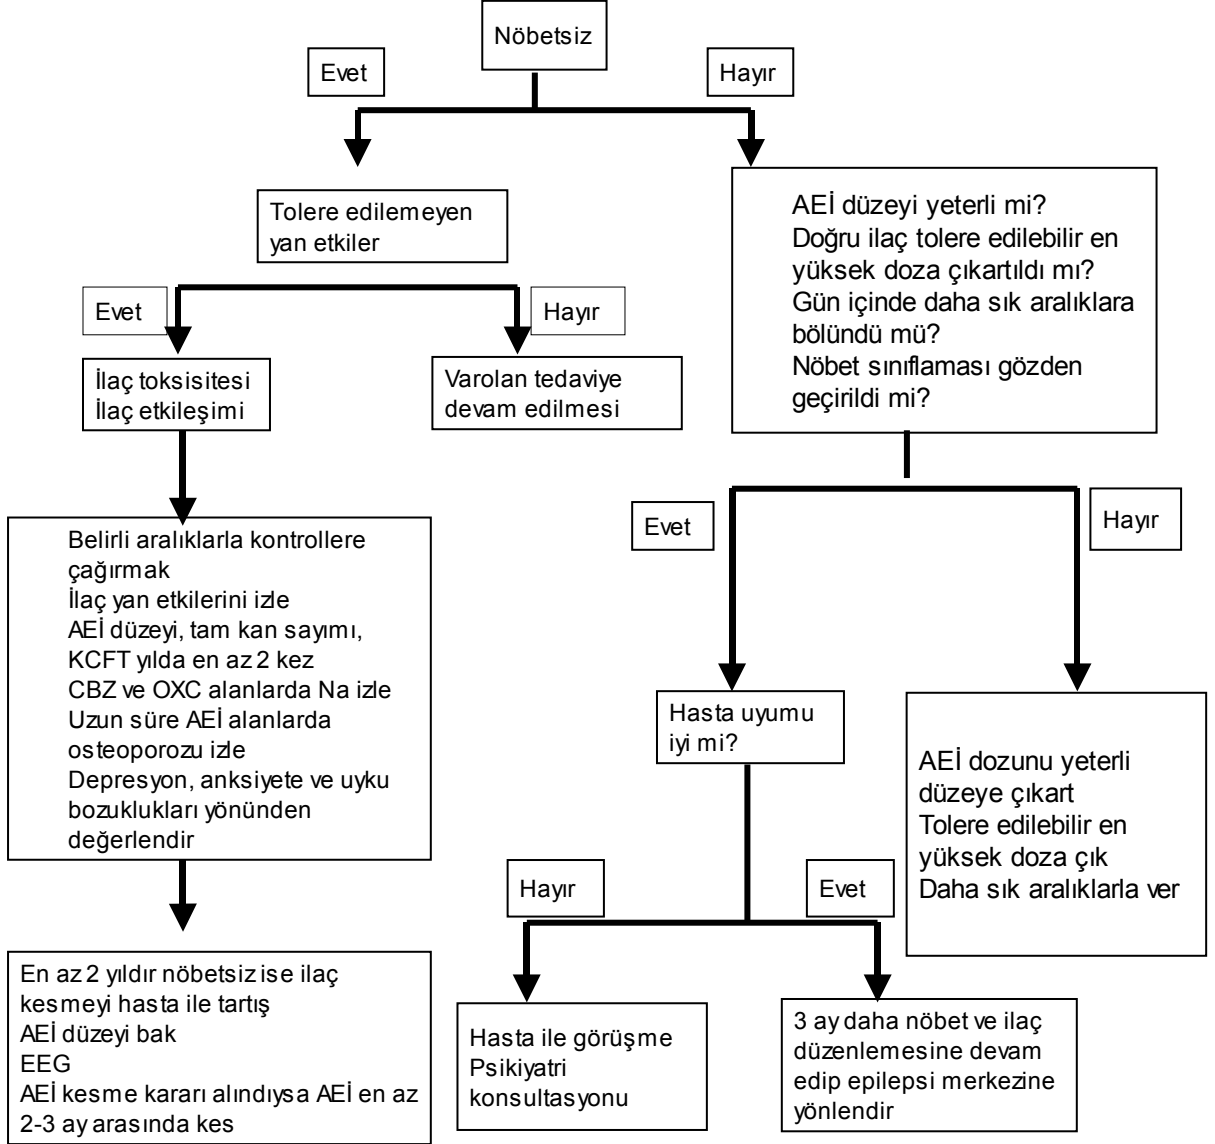 Nöbetsiz
Evet
Hayır
Tolere edilemeyen
yan etkiler
AEİ düzeyi yeterli mi?
Doğru ilaç tolere edilebilir en
yüksek doza çıkartıldı mı?
Gün içinde daha sık aralıklara
bölündü mü?
Nöbet sınıflaması gözden
geçirildi mi?
Evet
Hayır
İlaç toksisitesi
İlaç etkileşimi
Varolan tedaviye
devam edilmesi
Evet
Hayır
Belirli aralıklarla kontrollere
çağırmak
İlaç yan etkilerini izle
AEİ düzeyi, tam kan sayımı,
KCFT yılda en az 2 kez
CBZ ve OXC alanlarda Na izle
Uzun süre AEİ alanlarda
osteoporozu izle
Depresyon, anksiyete ve uyku
bozuklukları yönünden
değerlendir
Hasta uyumu
iyi mi?
AEİ dozunu yeterli
düzeye çıkart
Tolere edilebilir en
yüksek doza çık
Daha sık aralıklarla ver
Hayır
Evet
En az 2 yıldır nöbetsiz ise ilaç
kesmeyi hasta ile tartış
AEİ düzeyi bak
EEG
AEİ kesme kararı alındıysa AEİ en az
2-3 ay arasında kes
Hasta ile görüşme
Psikiyatri
konsultasyonu
3 ay daha nöbet ve ilaç
düzenlemesine devam
edip epilepsi merkezine
yönlendir